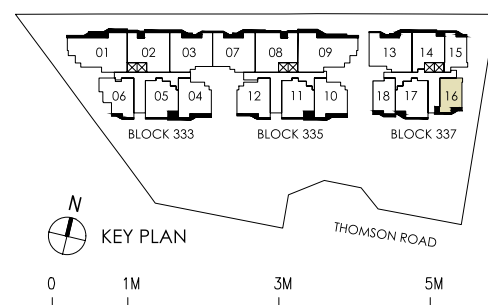 01 02 03 07 08 09 13 14 15
06 05 04 12 11 10 18 17 16
BLOCK 333 BLOCK 335 BLOCK 337
THOMSON ROAD
N
KEY PLAN
0 1M 3M 5M